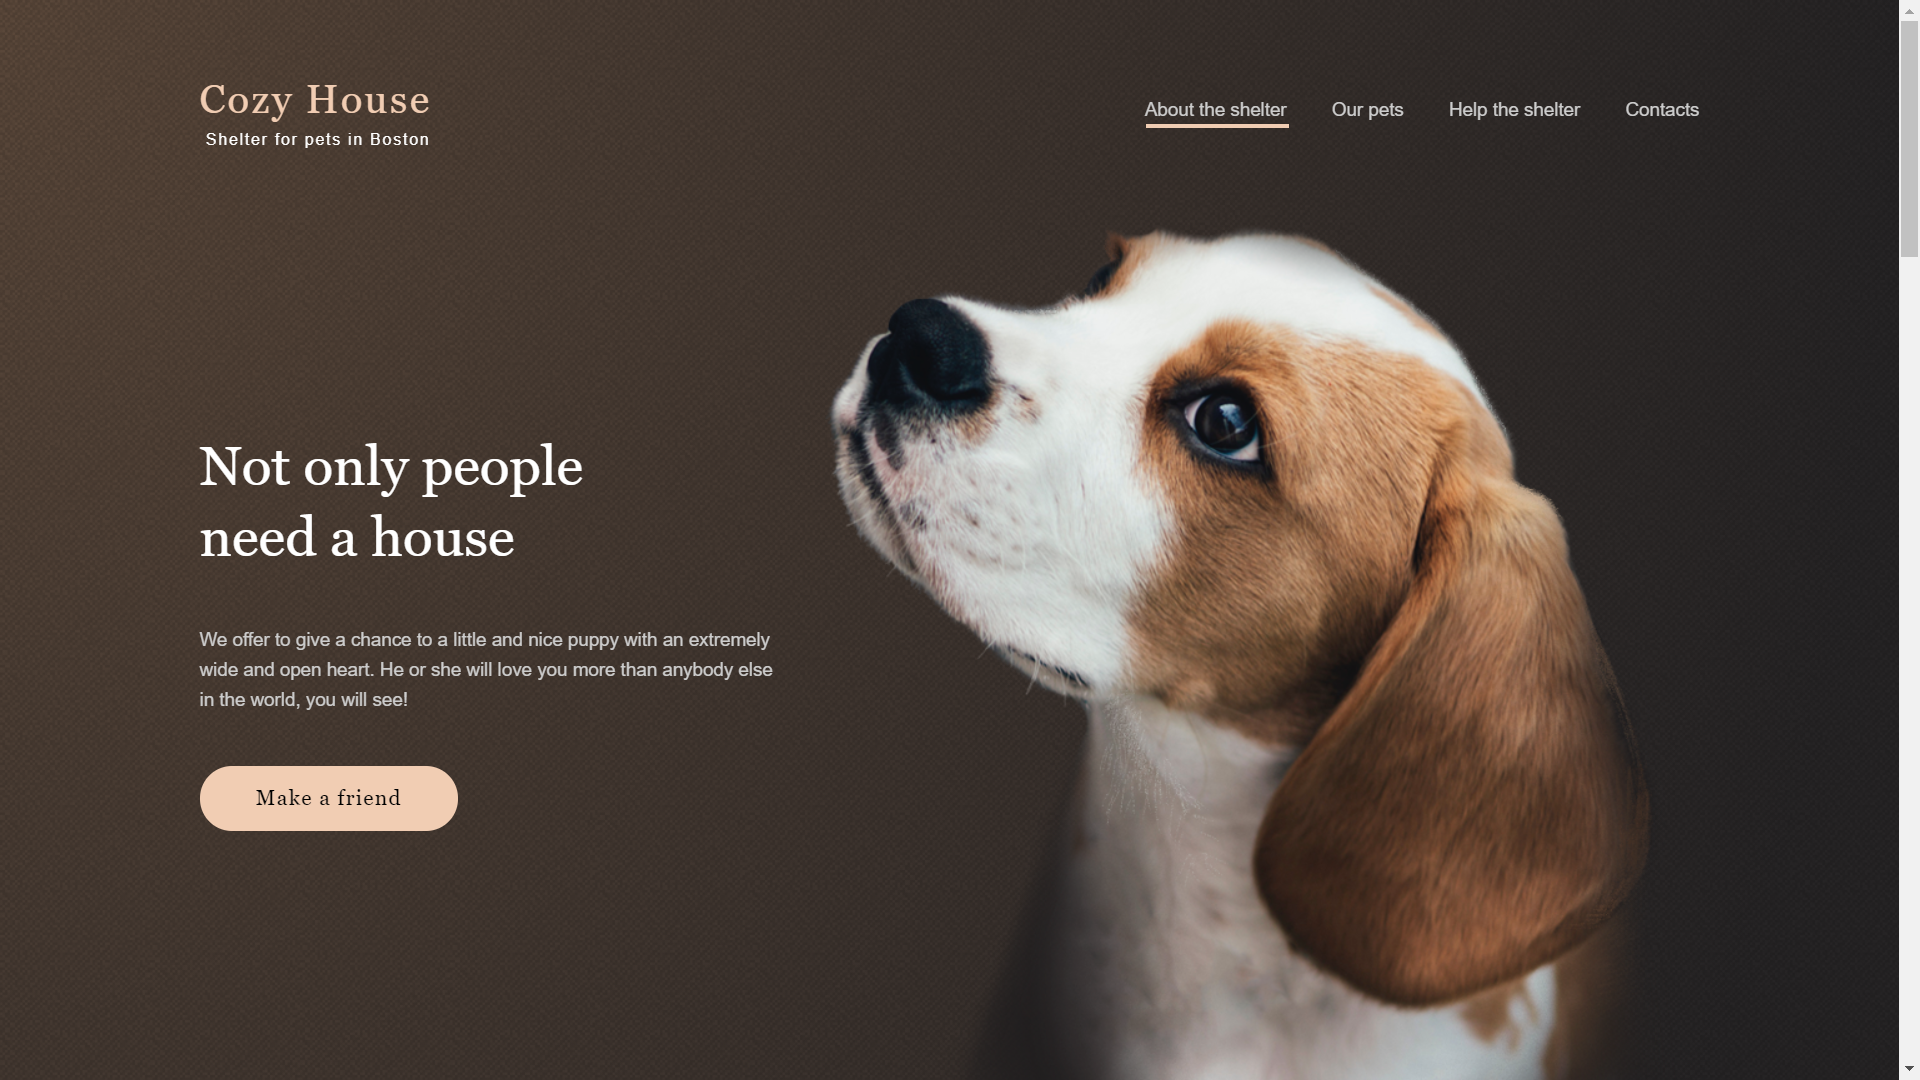 Cozy House
Shelter for pets in Boston
About the shelter
Our pets
Help the shelter
Contacts
Not only people
need a house
We offer to give a chance to a little and nice puppy with an extremely
wide and open heart. He or she will love you more than anybody else
in the world, you will see!
Make a friend